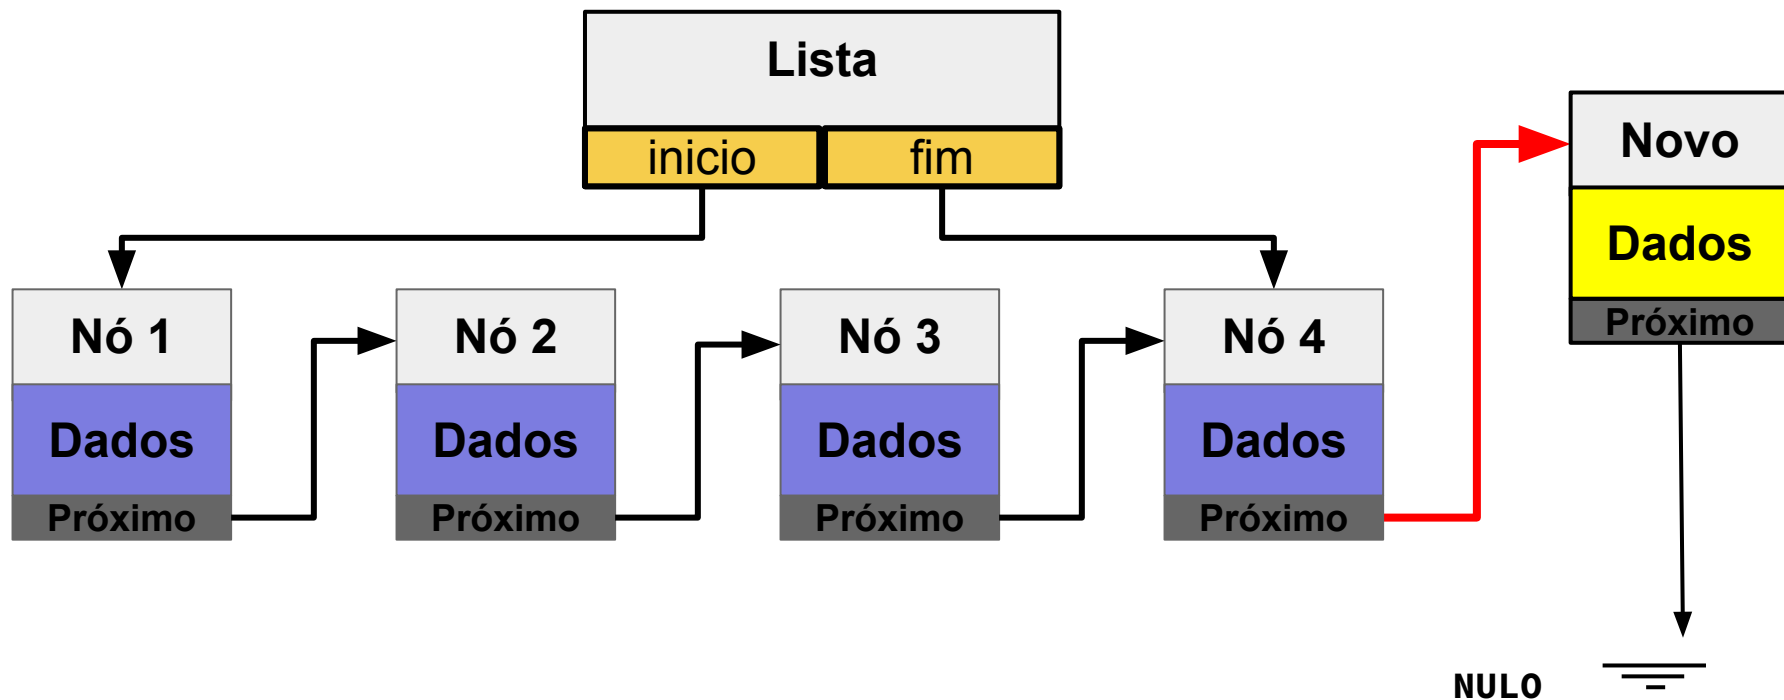 Lista
inicio
fim
Novo
Dados
Próximo
Nó 1
Dados
Próximo
Nó 2
Dados
Próximo
Nó 3
Dados
Próximo
Nó 4
Dados
Próximo
NULO